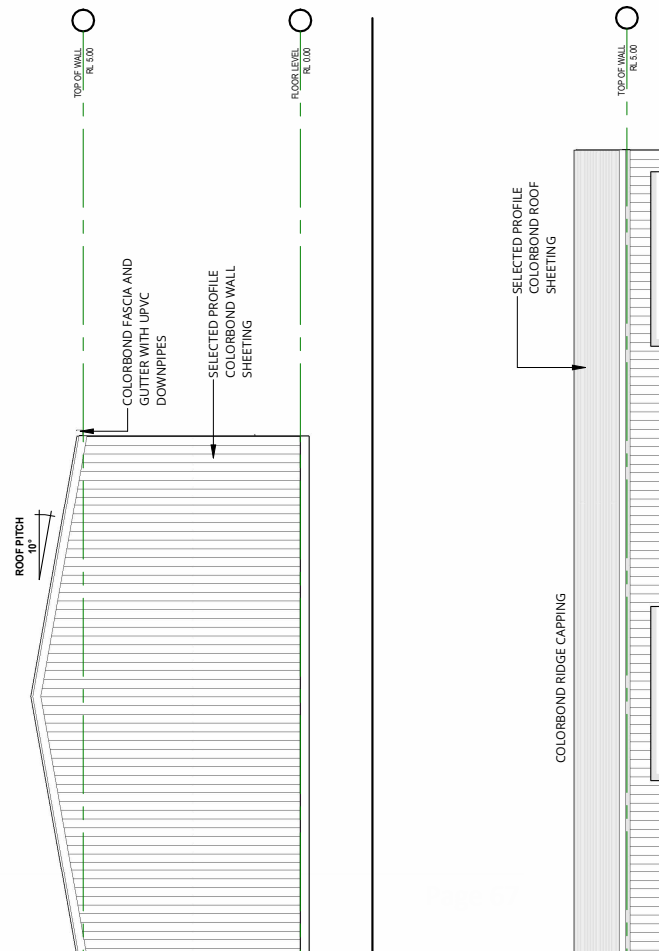 TOP OF WALL
RL 5.00
FLOOR LEVEL
RL 0.00
COLORBOND FASCIA AND
GUTTER WITH UPVC
DOWNPIPES
SELECTED PROFILE
COLORBOND WALL
SHEETING
ROOF PITCH
10°
TOP OF WALL
RL 5.00
SELECTED PROFILE
COLORBOND ROOF
SHEETING
COLORBOND RIDGE CAPPING